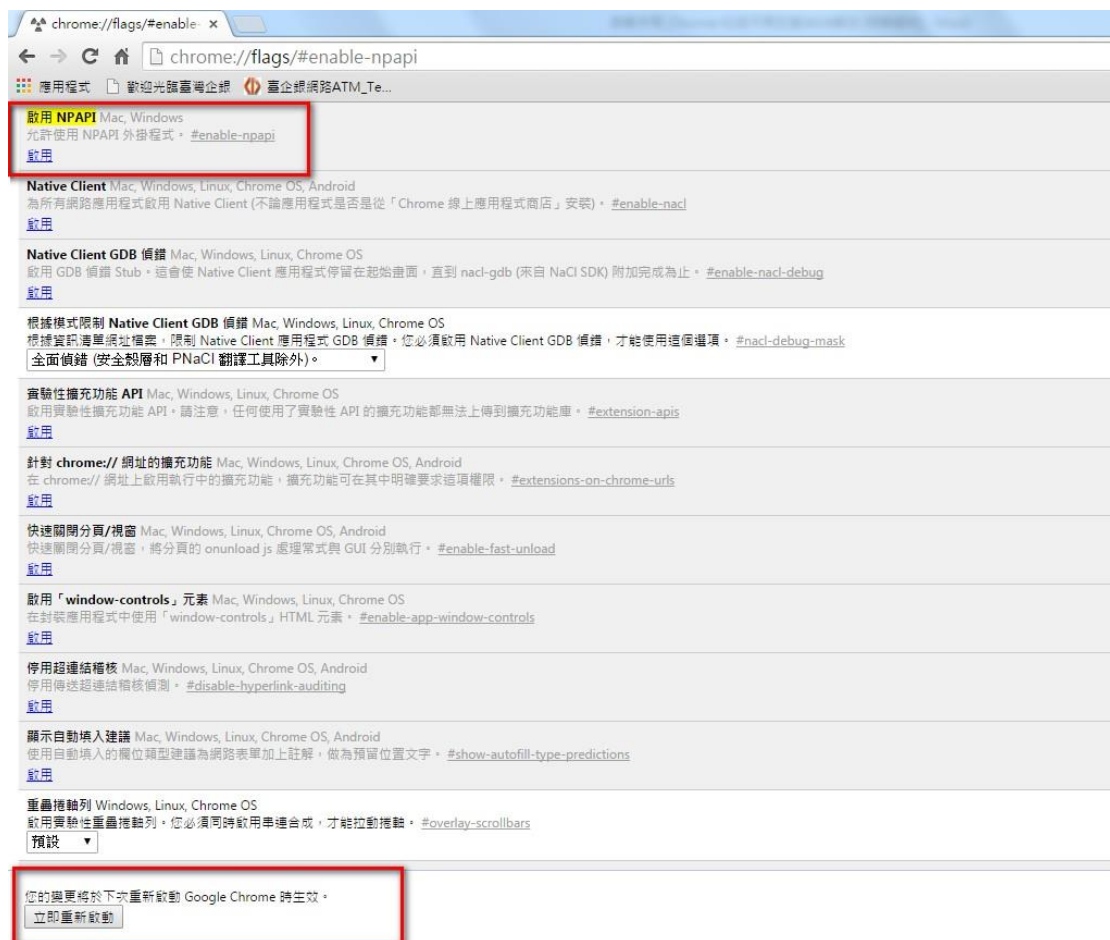 chrome://flags/#enable-
chrome://flags/#enable-npapi
應用程式 歡迎光臨臺灣企銀 臺企銀網路ATM_Te...
啟用 NPAPI Mac, Windows
允許使用 NPAPI 外掛程式。 #enable-npapi
啟用
Native Client Mac, Windows, Linux, Chrome OS, Android
為所有網路應用程式啟用 Native Client (不論應用程式是否是從「Chrome 線上應用程式商店」安裝)。 #enable-nacl
啟用
Native Client GDB 偵錯 Mac, Windows, Linux, Chrome OS
啟用 GDB 偵錯 Stub。這會使 Native Client 應用程式停留在起始畫面，直到 nacl-gdb (來自 NaCl SDK) 附加完成為止。 #enable-nacl-debug
啟用
根據模式限制 Native Client GDB 偵錯 Mac, Windows, Linux, Chrome OS
根據資訊清單網址檔案，限制 Native Client 應用程式 GDB 偵錯。您必須啟用 Native Client GDB 偵錯，才能使用這個選項。 #nacl-debug-mask
全面偵錯 (安全殼層和 PNaCl 翻譯工具除外)。
實驗性擴充功能 API Mac, Windows, Linux, Chrome OS
啟用實驗性擴充功能 API。請注意，任何使用了實驗性 API 的擴充功能都無法上傳到擴充功能庫。 #extension-apis
啟用
針對 chrome:// 網址的擴充功能 Mac, Windows, Linux, Chrome OS, Android
在 chrome:// 網址上啟用執行中的擴充功能，擴充功能可在其中明確要求這項權限。 #extensions-on-chrome-urls
啟用
快速關閉分頁/視窗 Mac, Windows, Linux, Chrome OS, Android
快速關閉分頁/視窗，將分頁的 onunload js 處理常式與 GUI 分別執行。 #enable-fast-unload
啟用
啟用「window-controls」元素 Mac, Windows, Linux, Chrome OS
在封裝應用程式中使用「window-controls」HTML 元素。 #enable-app-window-controls
啟用
停用超連結稽核 Mac, Windows, Linux, Chrome OS, Android
停用傳送超連結稽核偵測。 #disable-hyperlink-auditing
啟用
顯示自動填入建議 Mac, Windows, Linux, Chrome OS, Android
使用自動填入的欄位類型建議為網路表單加上註解，做為預留位置文字。 #show-autofill-type-predictions
啟用
重疊捲軸列 Windows, Linux, Chrome OS
啟用實驗性重疊捲軸列。您必須同時啟用串連合成，才能拉動捲軸。 #overlay-scrollbars
預設
您的變更將於下次重新啟動 Google Chrome 時生效。
立即重新啟動